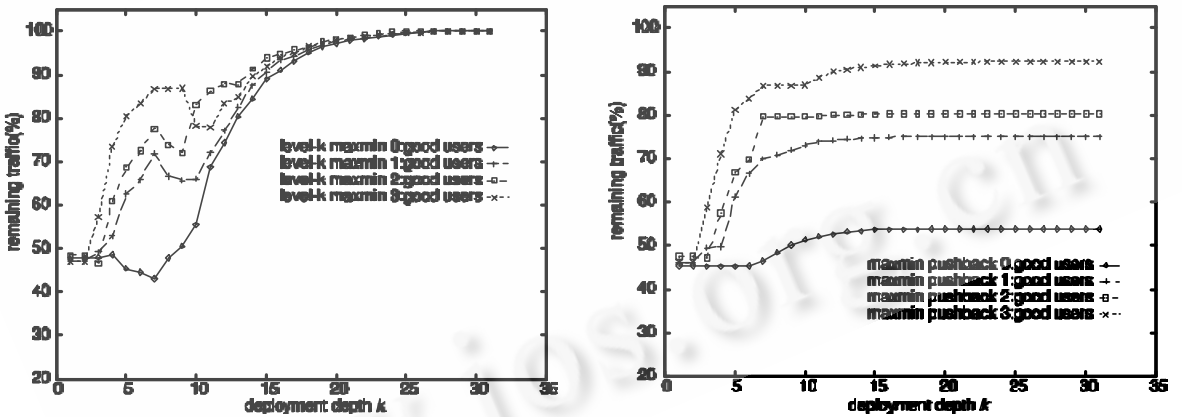 100
90
80
70
60
50
40
30
20
0 5 10 15 20 25 30 35
remaining traffic(%)
deployment depth k
level-k maxmin 0:good users
level-k maxmin 1:good users
level-k maxmin 2:good users
level-k maxmin 3:good users
100
90
80
70
60
50
40
30
20
0 5 10 15 20 25 30 35
remaining traffic(%)
deployment depth k
maxmin pushback 0:good users
maxmin pushback 1:good users
maxmin pushback 2:good users
maxmin pushback 3:good users
jos.org.cn